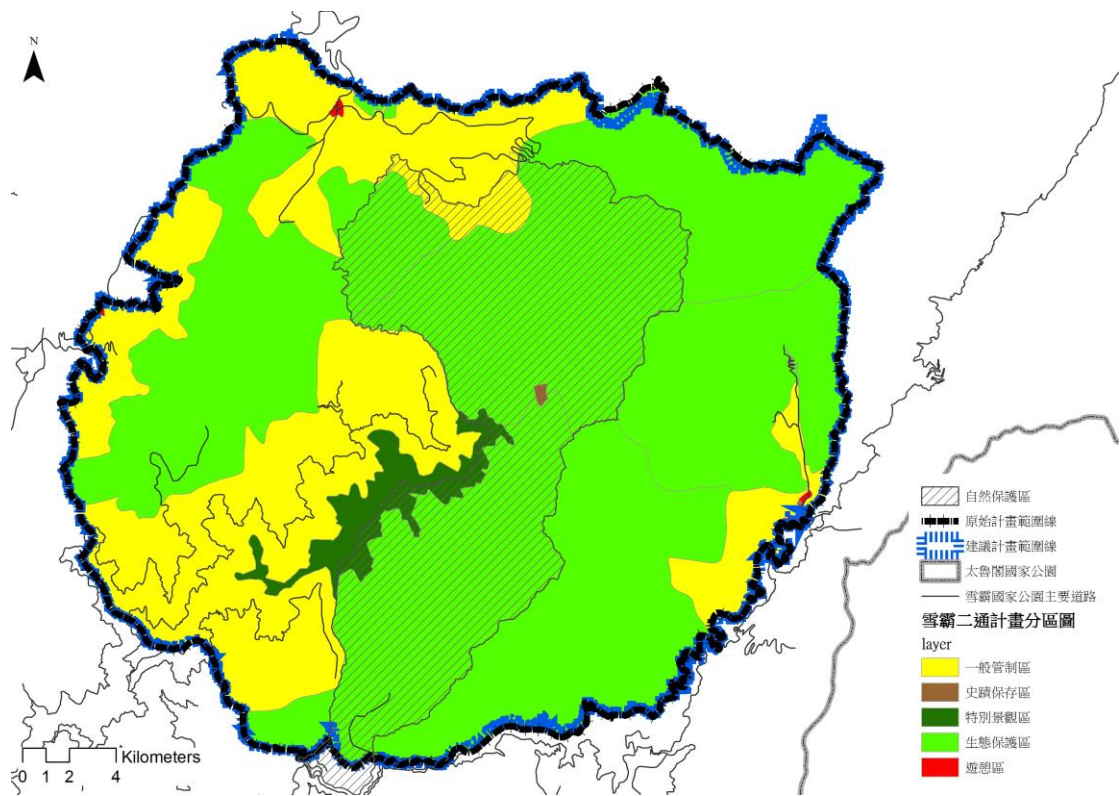 N
自然保護區
原始計畫範圍線
建議計畫範圍線
太魯閣國家公園
雪霸國家公園主要道路
雪霸二通計畫分區圖
layer
一般管制區
史蹟保存區
特別景觀區
生態保護區
遊憩區
Kilometers
0 1 2 4